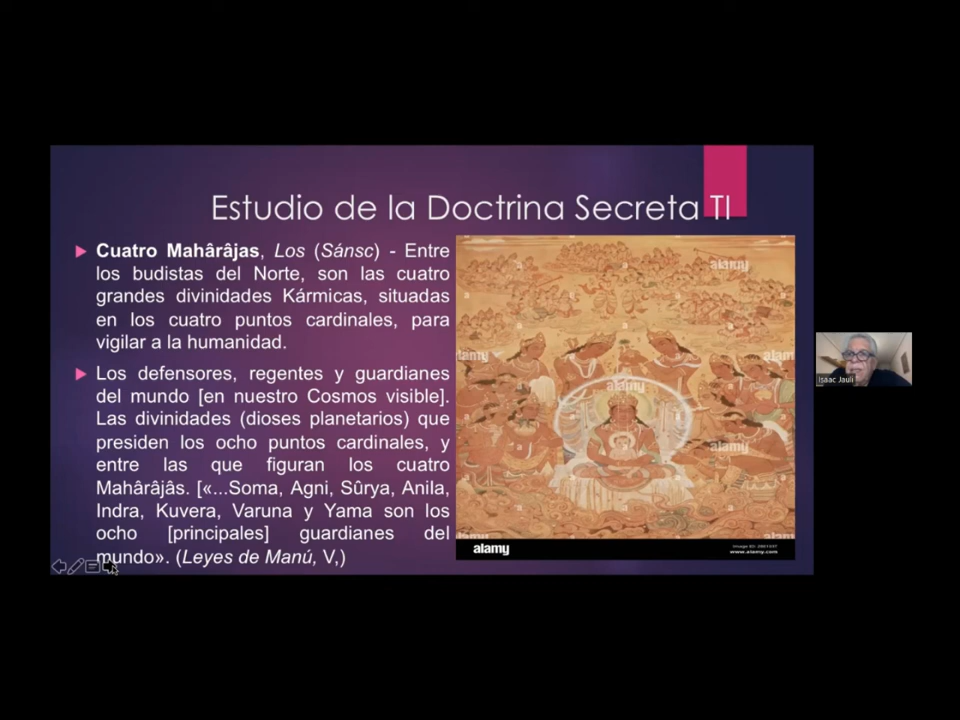 Estudio de la Doctrina Secreta TI
Cuatro Mahârâjas, Los (Sánsc) - Entre
los budistas del Norte, son las cuatro
grandes divinidades Kármicas, situadas
en los cuatro puntos cardinales, para
vigilar a la humanidad.
Los defensores, regentes y guardianes
del mundo [en nuestro Cosmos visible].
Las divinidades (dioses planetarios) que
presiden los ocho puntos cardinales, y
entre las que figuran los cuatro
Mahârâjâs. [«...Soma, Agni, Sûrya, Anila,
Indra, Kuvera, Varuna y Yama son los
ocho [principales] guardianes del
mundo». (Leyes de Manú, V,)
alamy
alamy
alamy
alamy
alamy
alamy
alamy
www.alamy.com
Isaac Jauli